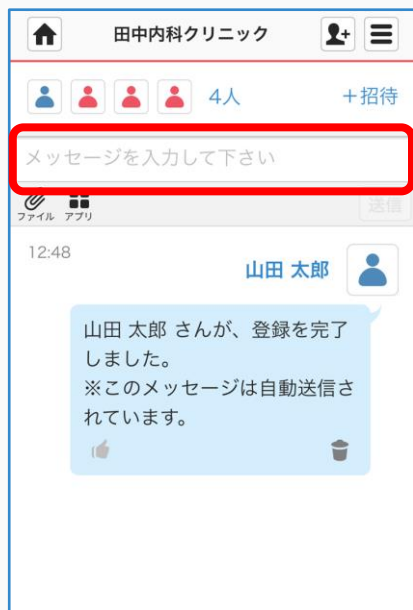 田中内科クリニック
4人
＋招待
メッセージを入力して下さい
ファイル アプリ
送信
12:48
山田 太郎
山田 太郎 さんが、登録を完了
しました。
※このメッセージは自動送信さ
れています。